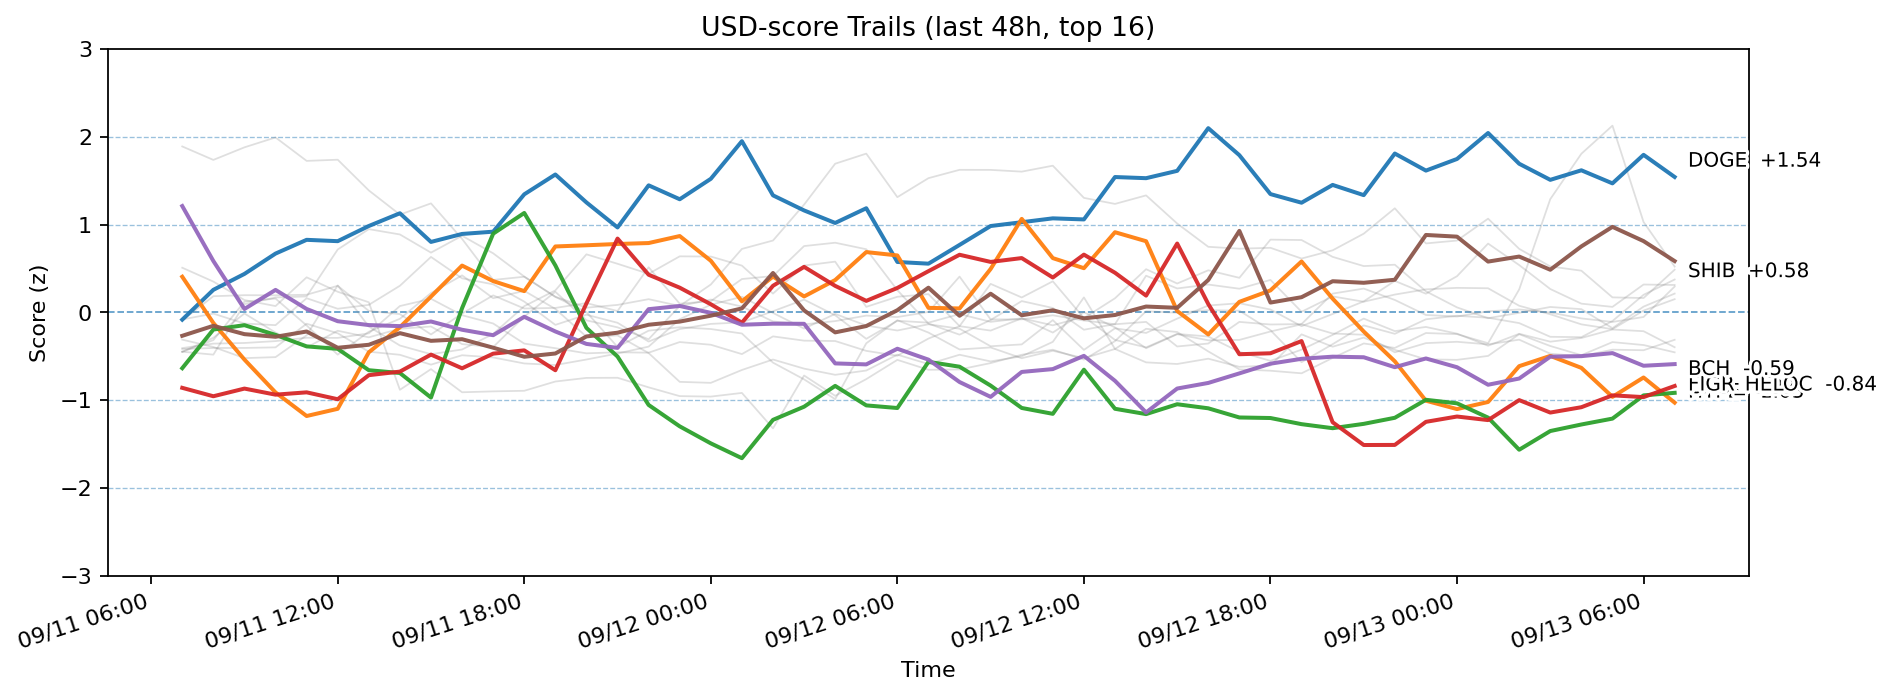 USD-score Trails (last 48h, top 16)
Score (z)
3
2
1
0
−1
−2
−3
DOGE +1.54
SHIB +0.58
BCH -0.59
FIGR_HELOC -0.84
09/11 06:00
09/11 12:00
09/11 18:00
09/12 00:00
09/12 06:00
09/12 12:00
09/12 18:00
09/13 00:00
09/13 06:00
Time